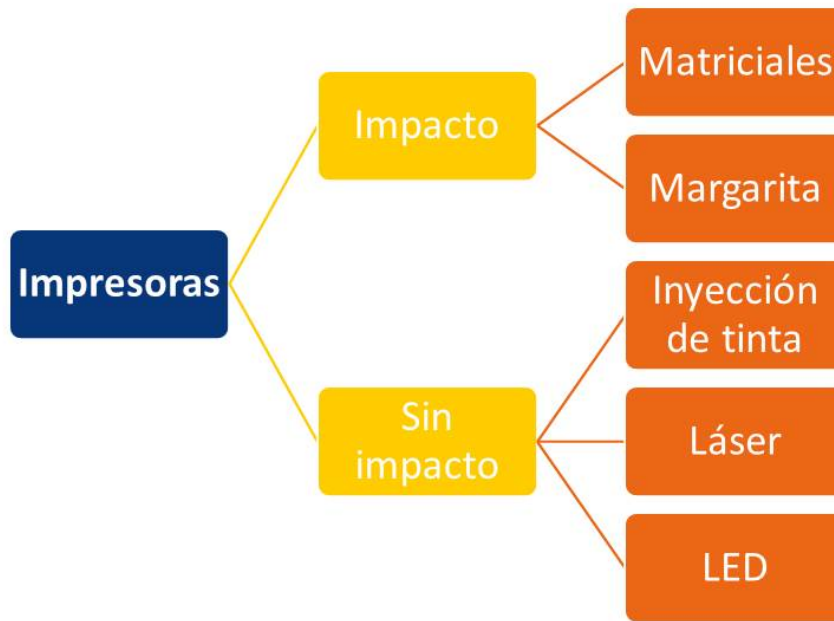 Impresoras
Impacto
Matriciales
Margarita
Sin
impacto
Inyección
de tinta
Láser
LED